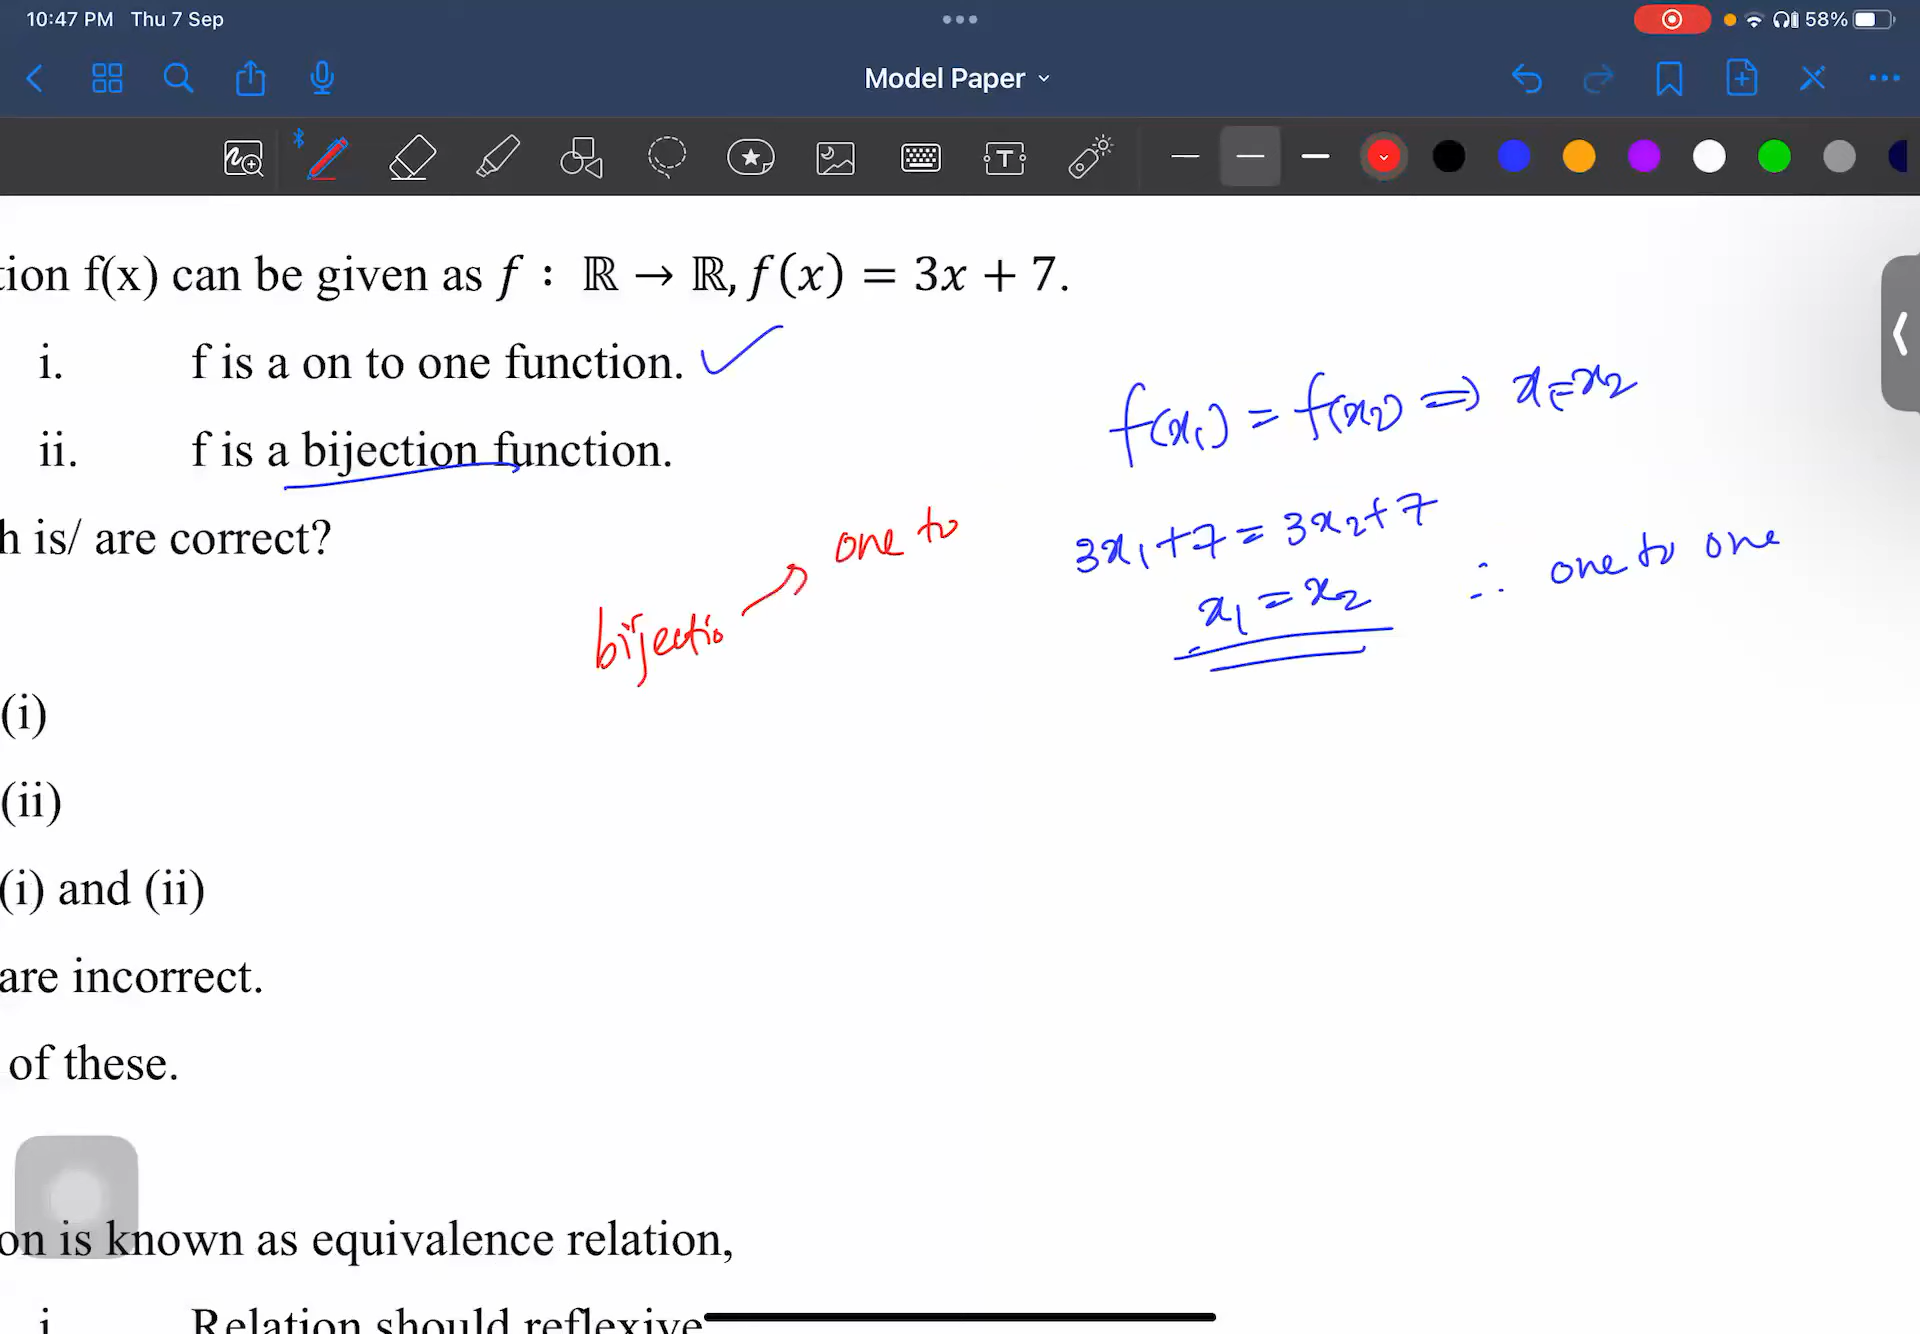 10:47 PM Thu 7 Sep
58%
Model Paper
T
tion f(x) can be given as f : ℝ → ℝ, f(x) = 3x + 7.
i. f is a on to one function.
f(x₁) = f(x₂) ⇒ x₁=x₂
ii. f is a bijection function.
h is/ are correct?
bijectio
one to
3x₁+7 = 3x₂+7
x₁ = x₂
∴ one to one
(i)
(ii)
(i) and (ii)
are incorrect.
of these.
on is known as equivalence relation,
i. Relation should reflexive